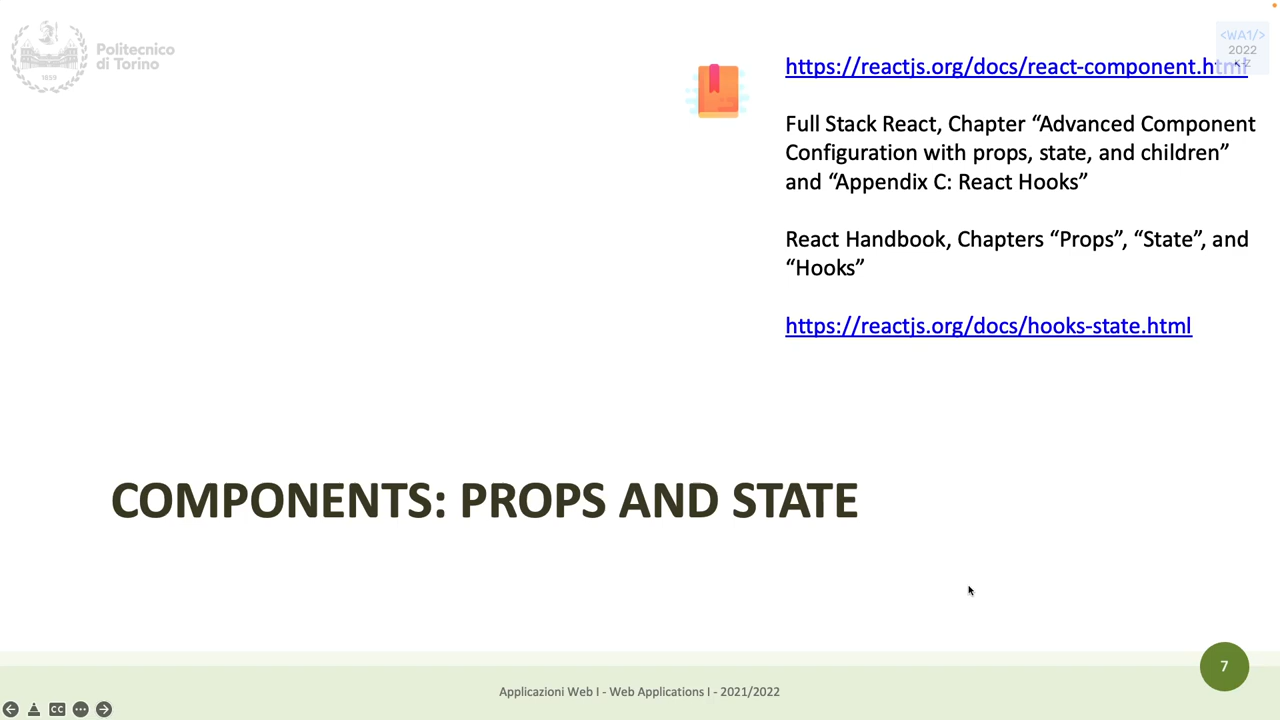 Politecnico
di Torino
1859
<WA1/>
2022
https://reactjs.org/docs/react-component.html
Full Stack React, Chapter “Advanced Component
Configuration with props, state, and children”
and “Appendix C: React Hooks”
React Handbook, Chapters “Props”, “State”, and
“Hooks”
https://reactjs.org/docs/hooks-state.html
COMPONENTS: PROPS AND STATE
7
Applicazioni Web I - Web Applications I - 2021/2022
CC